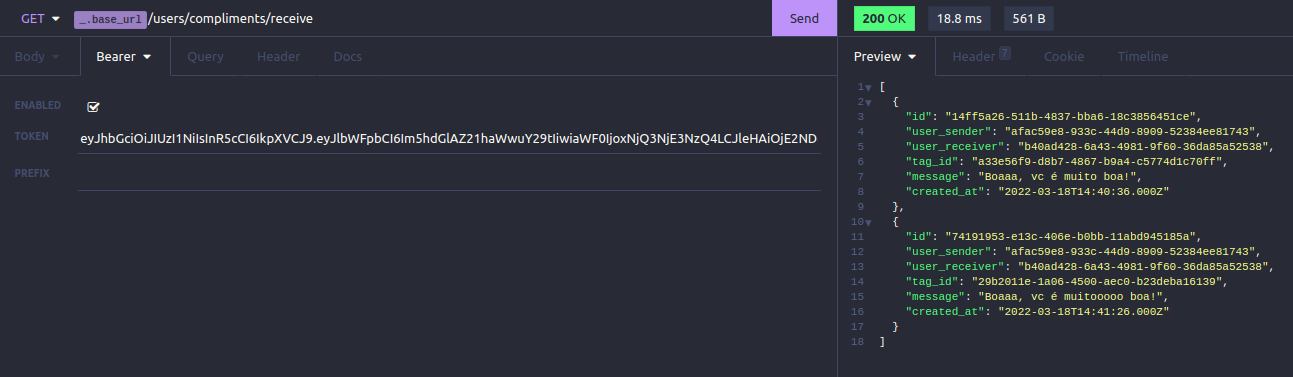 GET _.base_url/users/compliments/receive Send 200 OK 18.8 ms 561 B
Body Bearer Query Header Docs Preview Header 7 Cookie Timeline
ENABLED
TOKEN eyJhbGciOiJIUzI1NiIsInR5cCI6IkpXVCJ9.eyJlbWFpbCI6Im5hdGlAZ21haWwuY29tIiwiaWF0IjoxNjQ3NjE3NzQ4LCJleHAiOjE2ND
PREFIX
1 [
2 {
3 "id": "14ff5a26-511b-4837-bba6-18c3856451ce",
4 "user_sender": "afac59e8-933c-44d9-8909-52384ee81743",
5 "user_receiver": "b40ad428-6a43-4981-9f60-36da85a52538",
6 "tag_id": "a33e56f9-d8b7-4867-b9a4-c5774d1c70ff",
7 "message": "Boaaa, vc é muito boa!",
8 "created_at": "2022-03-18T14:40:36.000Z"
9 },
10 {
11 "id": "74191953-e13c-406e-b0bb-11abd945185a",
12 "user_sender": "afac59e8-933c-44d9-8909-52384ee81743",
13 "user_receiver": "b40ad428-6a43-4981-9f60-36da85a52538",
14 "tag_id": "29b2011e-1a06-4500-aec0-b23deba16139",
15 "message": "Boaaa, vc é muitooooo boa!",
16 "created_at": "2022-03-18T14:41:26.000Z"
17 }
18 ]